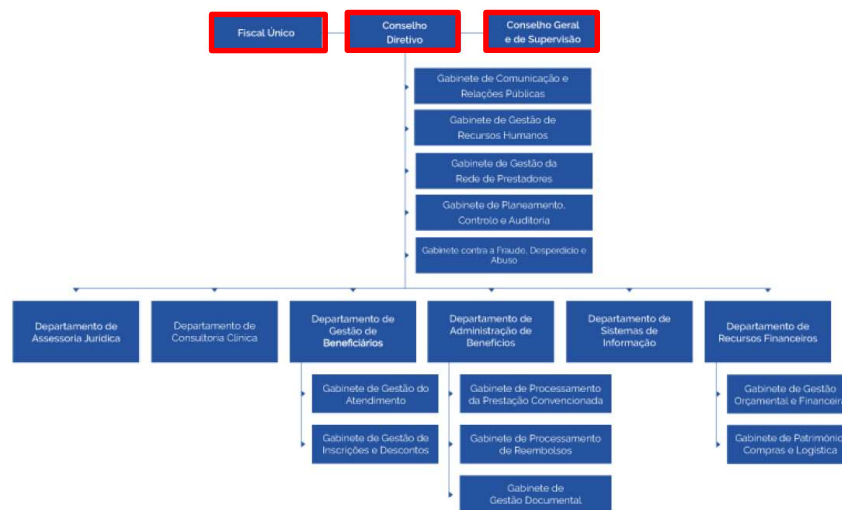 Fiscal Único
Conselho
Diretivo
Conselho Geral
e de Supervisão
Gabinete de Comunicação e
Relações Públicas
Gabinete de Gestão de
Recursos Humanos
Gabinete de Gestão da
Rede de Prestadores
Gabinete de Planeamento,
Controlo e Auditoria
Gabinete contra a Fraude, Desperdício e
Abuso
Departamento de
Assessoria Jurídica
Departamento de
Consultoria Clínica
Departamento de
Gestão de
Beneficiários
Departamento de
Administração de
Benefícios
Departamento de
Sistemas de
Informação
Departamento de
Recursos Financeiros
Gabinete de Gestão do
Atendimento
Gabinete de Gestão de
Inscrições e Descontos
Gabinete de Processamento
da Prestação Convencionada
Gabinete de Processamento
de Reembolsos
Gabinete de
Gestão Documental
Gabinete de Gestão
Orçamental e Financeira
Gabinete de Património
Compras e Logística